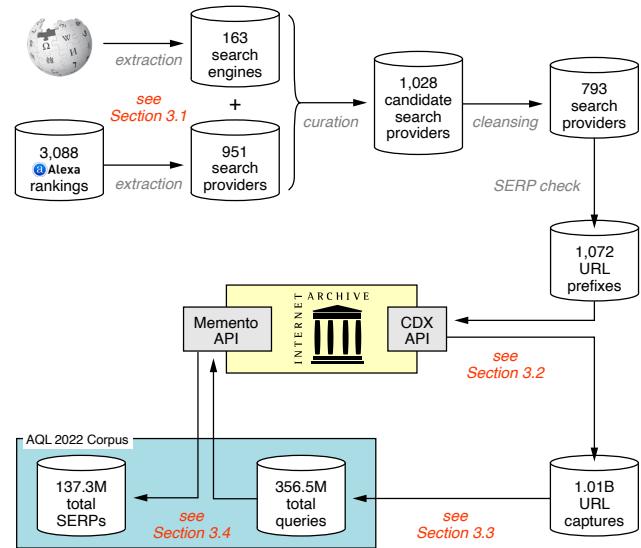 163
search
engines
extraction
see
Section 3.1
+
3,088
a Alexa
rankings
extraction
951
search
providers
curation
1,028
candidate
search
providers
cleansing
793
search
providers
SERP check
1,072
URL
prefixes
INTERNET
ARCHIVE
Memento
API
CDX
API
see
Section 3.2
AQL 2022 Corpus
137.3M
total
SERPs
see
Section 3.4
356.5M
total
queries
see
Section 3.3
1.01B
URL
captures